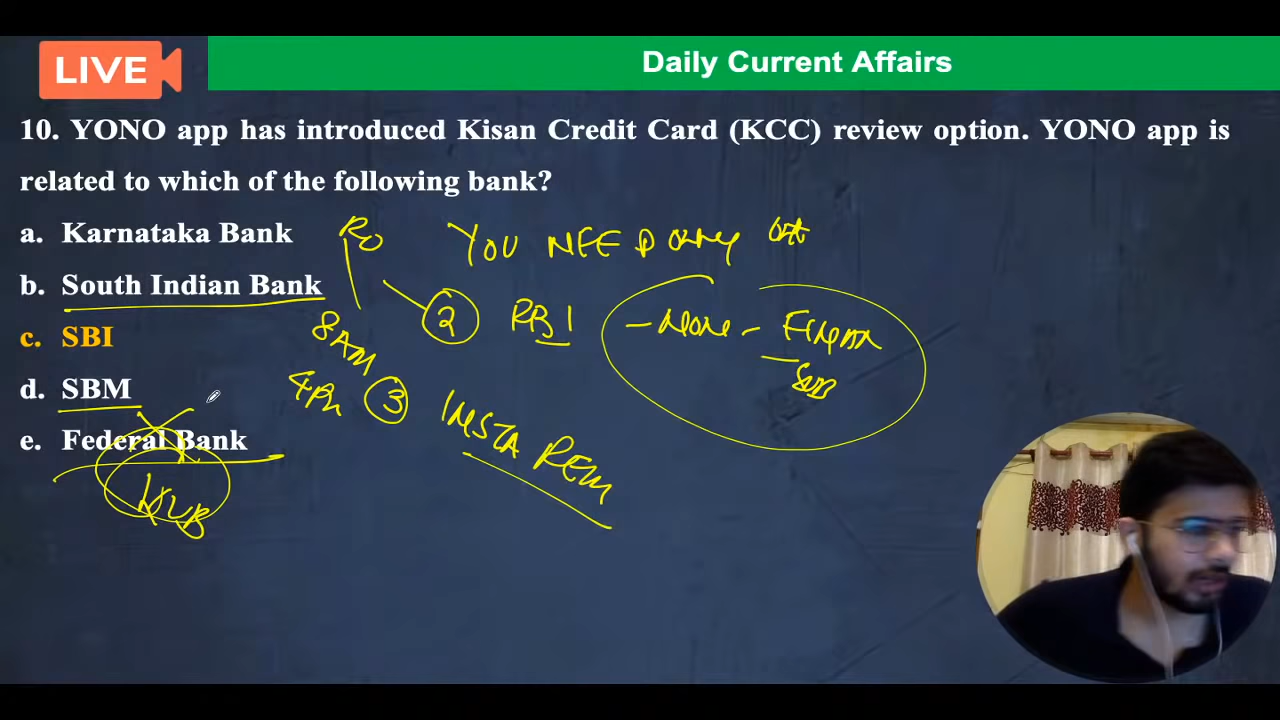 LIVE
Daily Current Affairs
10. YONO app has introduced Kisan Credit Card (KCC) review option. YONO app is
related to which of the following bank?
a. Karnataka Bank
b. South Indian Bank
c. SBI
d. SBM
e. Federal Bank
YOU NEED only
2 RBI
8AM
3 INSTA REM
KVB